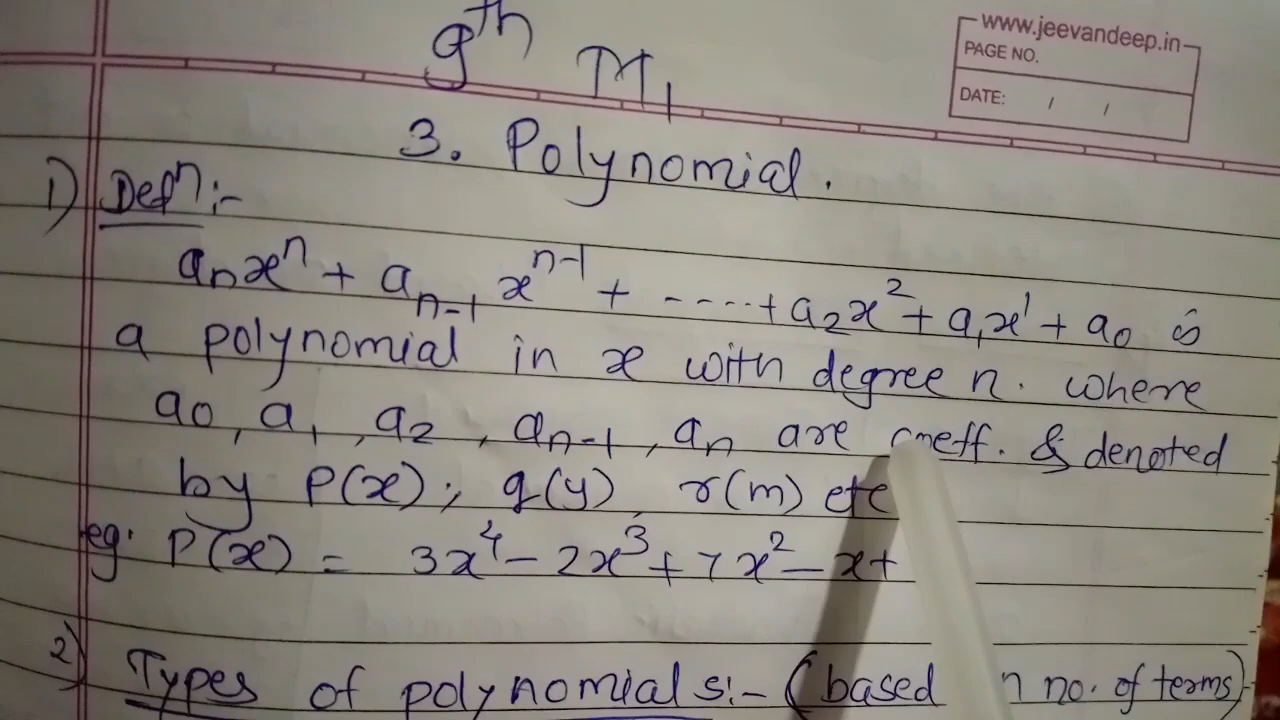 www.jeevandeep.in
PAGE NO.
DATE: / /
9th M1
3. Polynomial.
1) Defn:-
aₙxⁿ + aₙ₋₁ xⁿ⁻¹ + ----+ a₂x² + a₁x¹ + a₀ is
a polynomial in x with degree n. where
a₀, a₁, a₂, aₙ₋₁, aₙ are coeff. & denoted
by P(x); q(y), r(m) etc
eg. P(x) = 3x⁴ - 2x³ + 7x² - x +
2) Types of polynomials:- (based n no. of terms)-